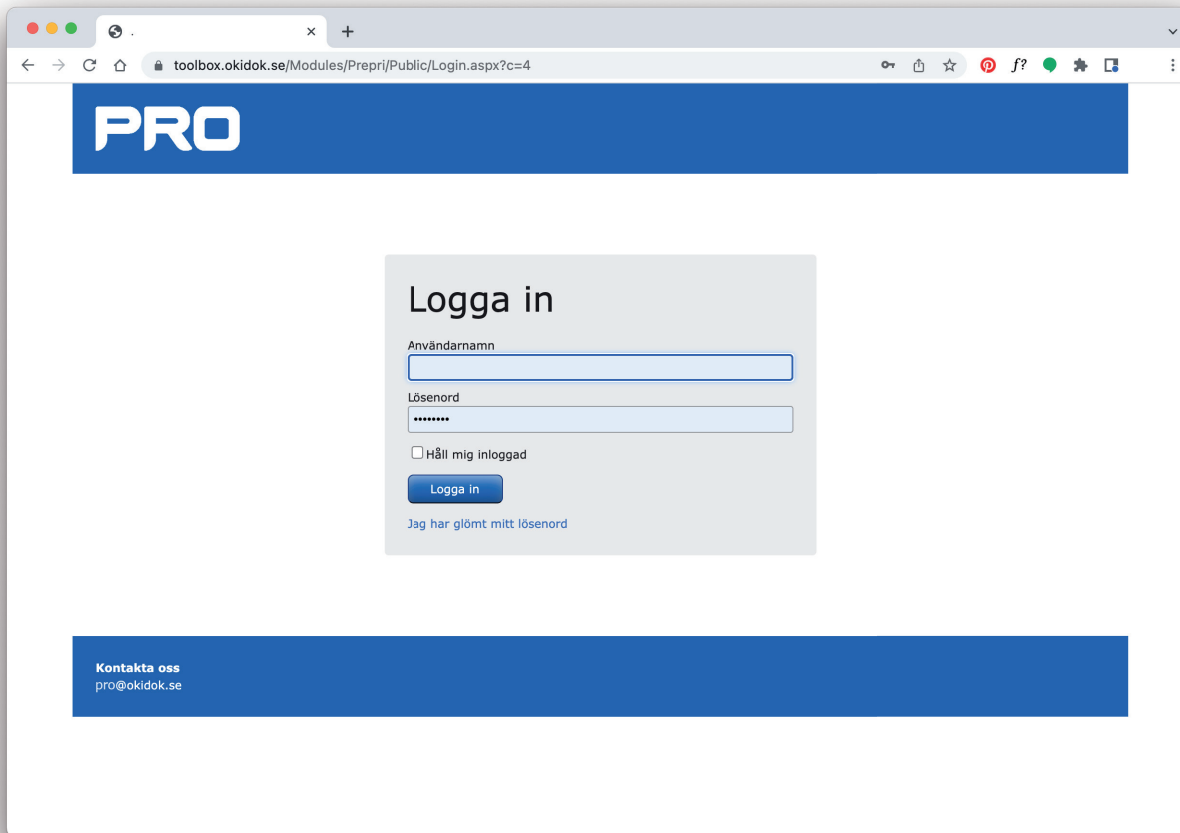 .
toolbox.okidok.se/Modules/Prepri/Public/Login.aspx?c=4
f?
PRO
Logga in
Användarnamn
Lösenord
Håll mig inloggad
Logga in
Jag har glömt mitt lösenord
Kontakta oss
pro@okidok.se